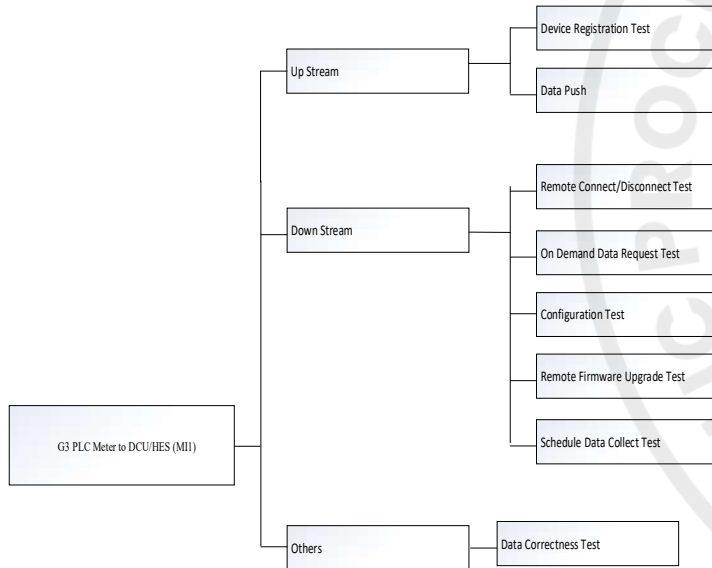 Device Registration Test
Up Stream
Data Push
Remote Connect/Disconnect Test
Down Stream
On Demand Data Request Test
Configuration Test
Remote Firmware Upgrade Test
G3 PLC Meter to DCU/HES (MI1)
Schedule Data Collect Test
Others
Data Correctness Test